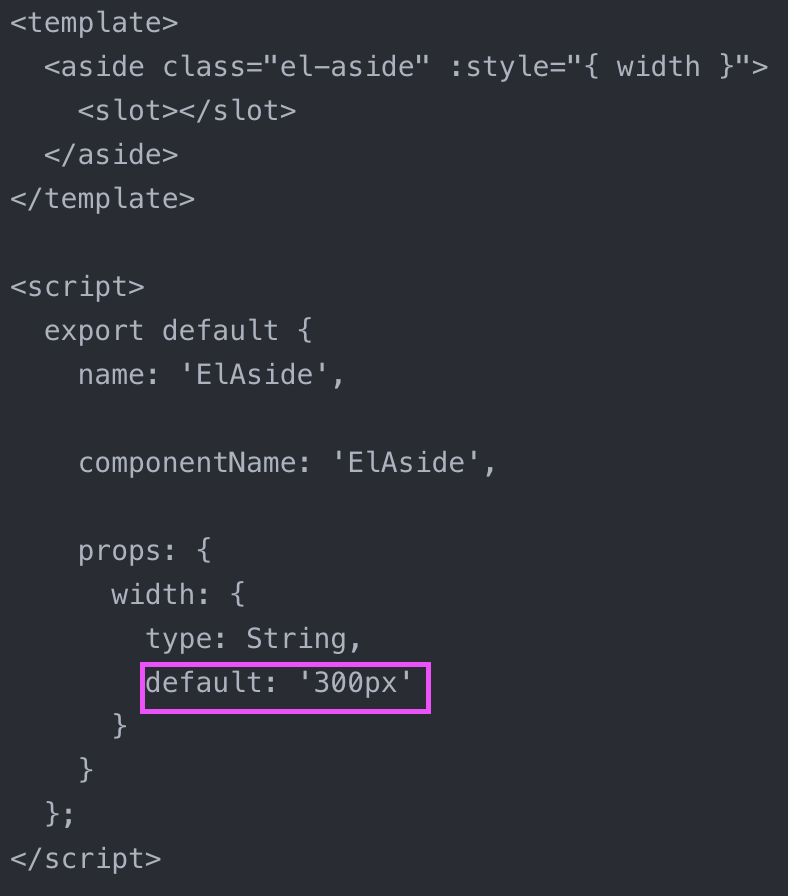 <template>
  <aside class="el-aside" :style="{ width }">
    <slot></slot>
  </aside>
</template>

<script>
  export default {
    name: 'ElAside',

    componentName: 'ElAside',

    props: {
      width: {
        type: String,
        default: '300px'
      }
    }
  };
</script>